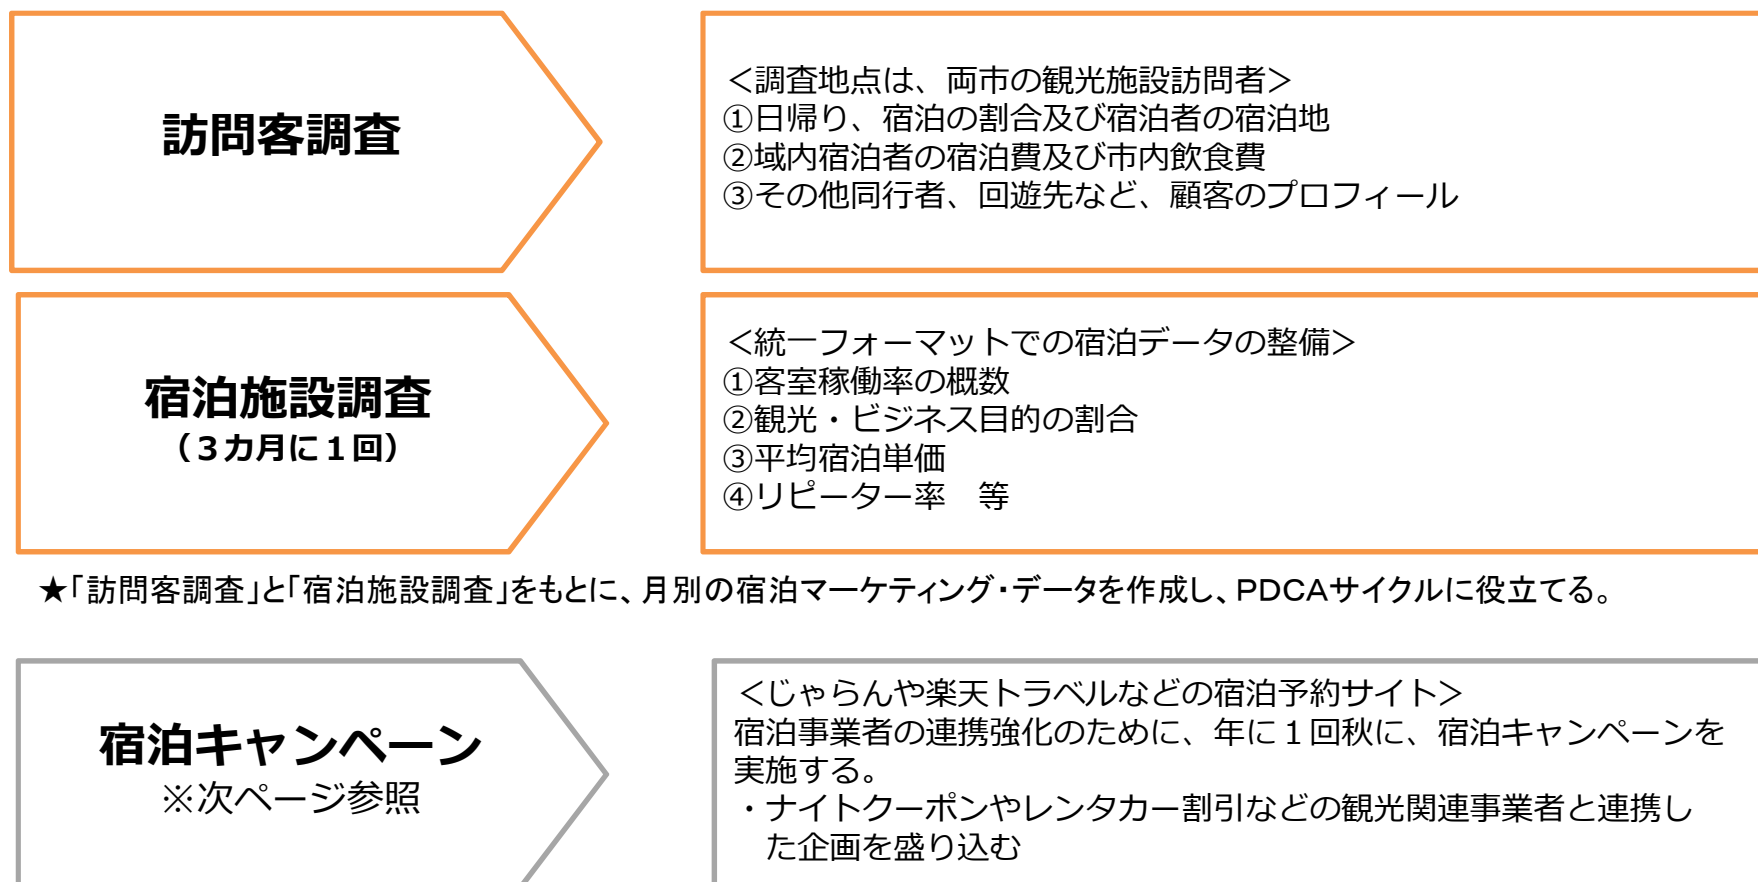 訪問客調査
＜調査地点は、両市の観光施設訪問者＞
①日帰り、宿泊の割合及び宿泊者の宿泊地
②域内宿泊者の宿泊費及び市内飲食費
③その他同行者、回遊先など、顧客のプロフィール
宿泊施設調査
（３カ月に１回）
＜統一フォーマットでの宿泊データの整備＞
①客室稼働率の概数
②観光・ビジネス目的の割合
③平均宿泊単価
④リピーター率　等
★「訪問客調査」と「宿泊施設調査」をもとに、月別の宿泊マーケティング・データを作成し、PDCAサイクルに役立てる。
宿泊キャンペーン
※次ページ参照
＜じゃらんや楽天トラベルなどの宿泊予約サイト＞
宿泊事業者の連携強化のために、年に１回秋に、宿泊キャンペーンを
実施する。
・ナイトクーポンやレンタカー割引などの観光関連事業者と連携し
た企画を盛り込む